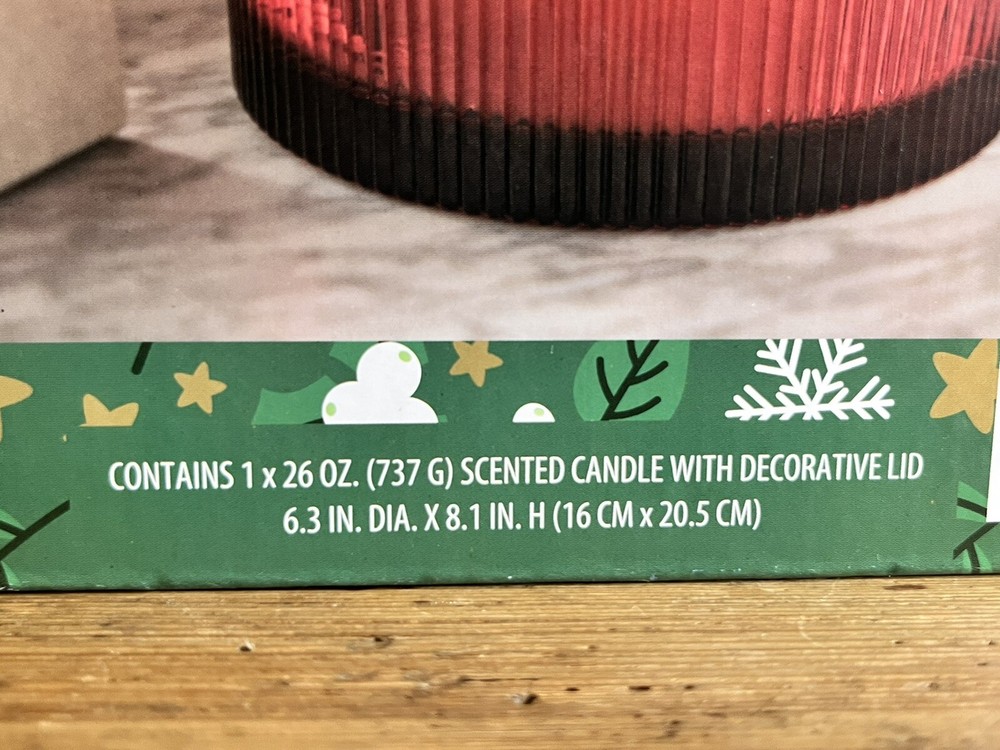 CONTAINS 1 x 26 OZ. (737 G) SCENTED CANDLE WITH DECORATIVE LID
6.3 IN. DIA. X 8.1 IN. H (16 CM x 20.5 CM)